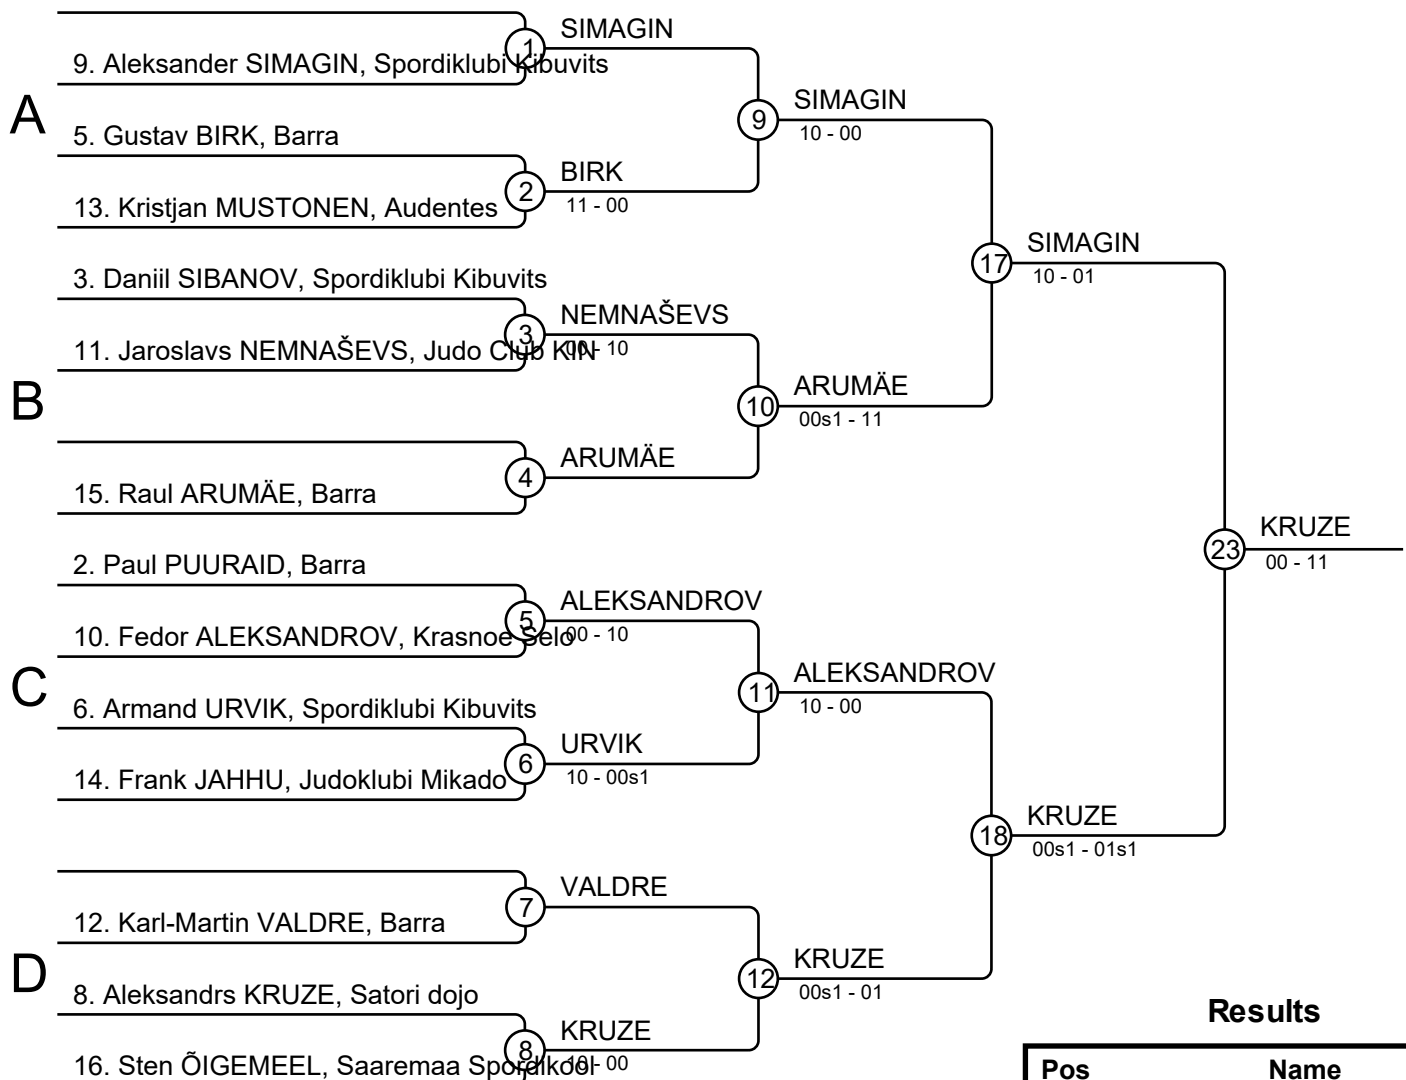 SIMAGIN
1
9. Aleksander SIMAGIN, Spordiklubi Kibuvits
A
SIMAGIN
9
10 - 00
5. Gustav BIRK, Barra
BIRK
2
11 - 00
13. Kristjan MUSTONEN, Audentes
SIMAGIN
17
10 - 01
3. Daniil SIBANOV, Spordiklubi Kibuvits
NEMNAŠEVS
3
00 - 10
11. Jaroslavs NEMNAŠEVS, Judo Club KIN
B
ARUMÄE
10
00s1 - 11
ARUMÄE
4
15. Raul ARUMÄE, Barra
KRUZE
23
00 - 11
2. Paul PUURAID, Barra
ALEKSANDROV
5
00 - 10
10. Fedor ALEKSANDROV, Krasnoe Selo
C
ALEKSANDROV
11
10 - 00
6. Armand URVIK, Spordiklubi Kibuvits
URVIK
6
10 - 00s1
14. Frank JAHHU, Judoklubi Mikado
KRUZE
18
00s1 - 01s1
VALDRE
7
12. Karl-Martin VALDRE, Barra
D
KRUZE
12
00s1 - 01
8. Aleksandrs KRUZE, Satori dojo
KRUZE
8
10 - 00
16. Sten ÕIGEMEEL, Saaremaa Spordikool
Results
Pos Name